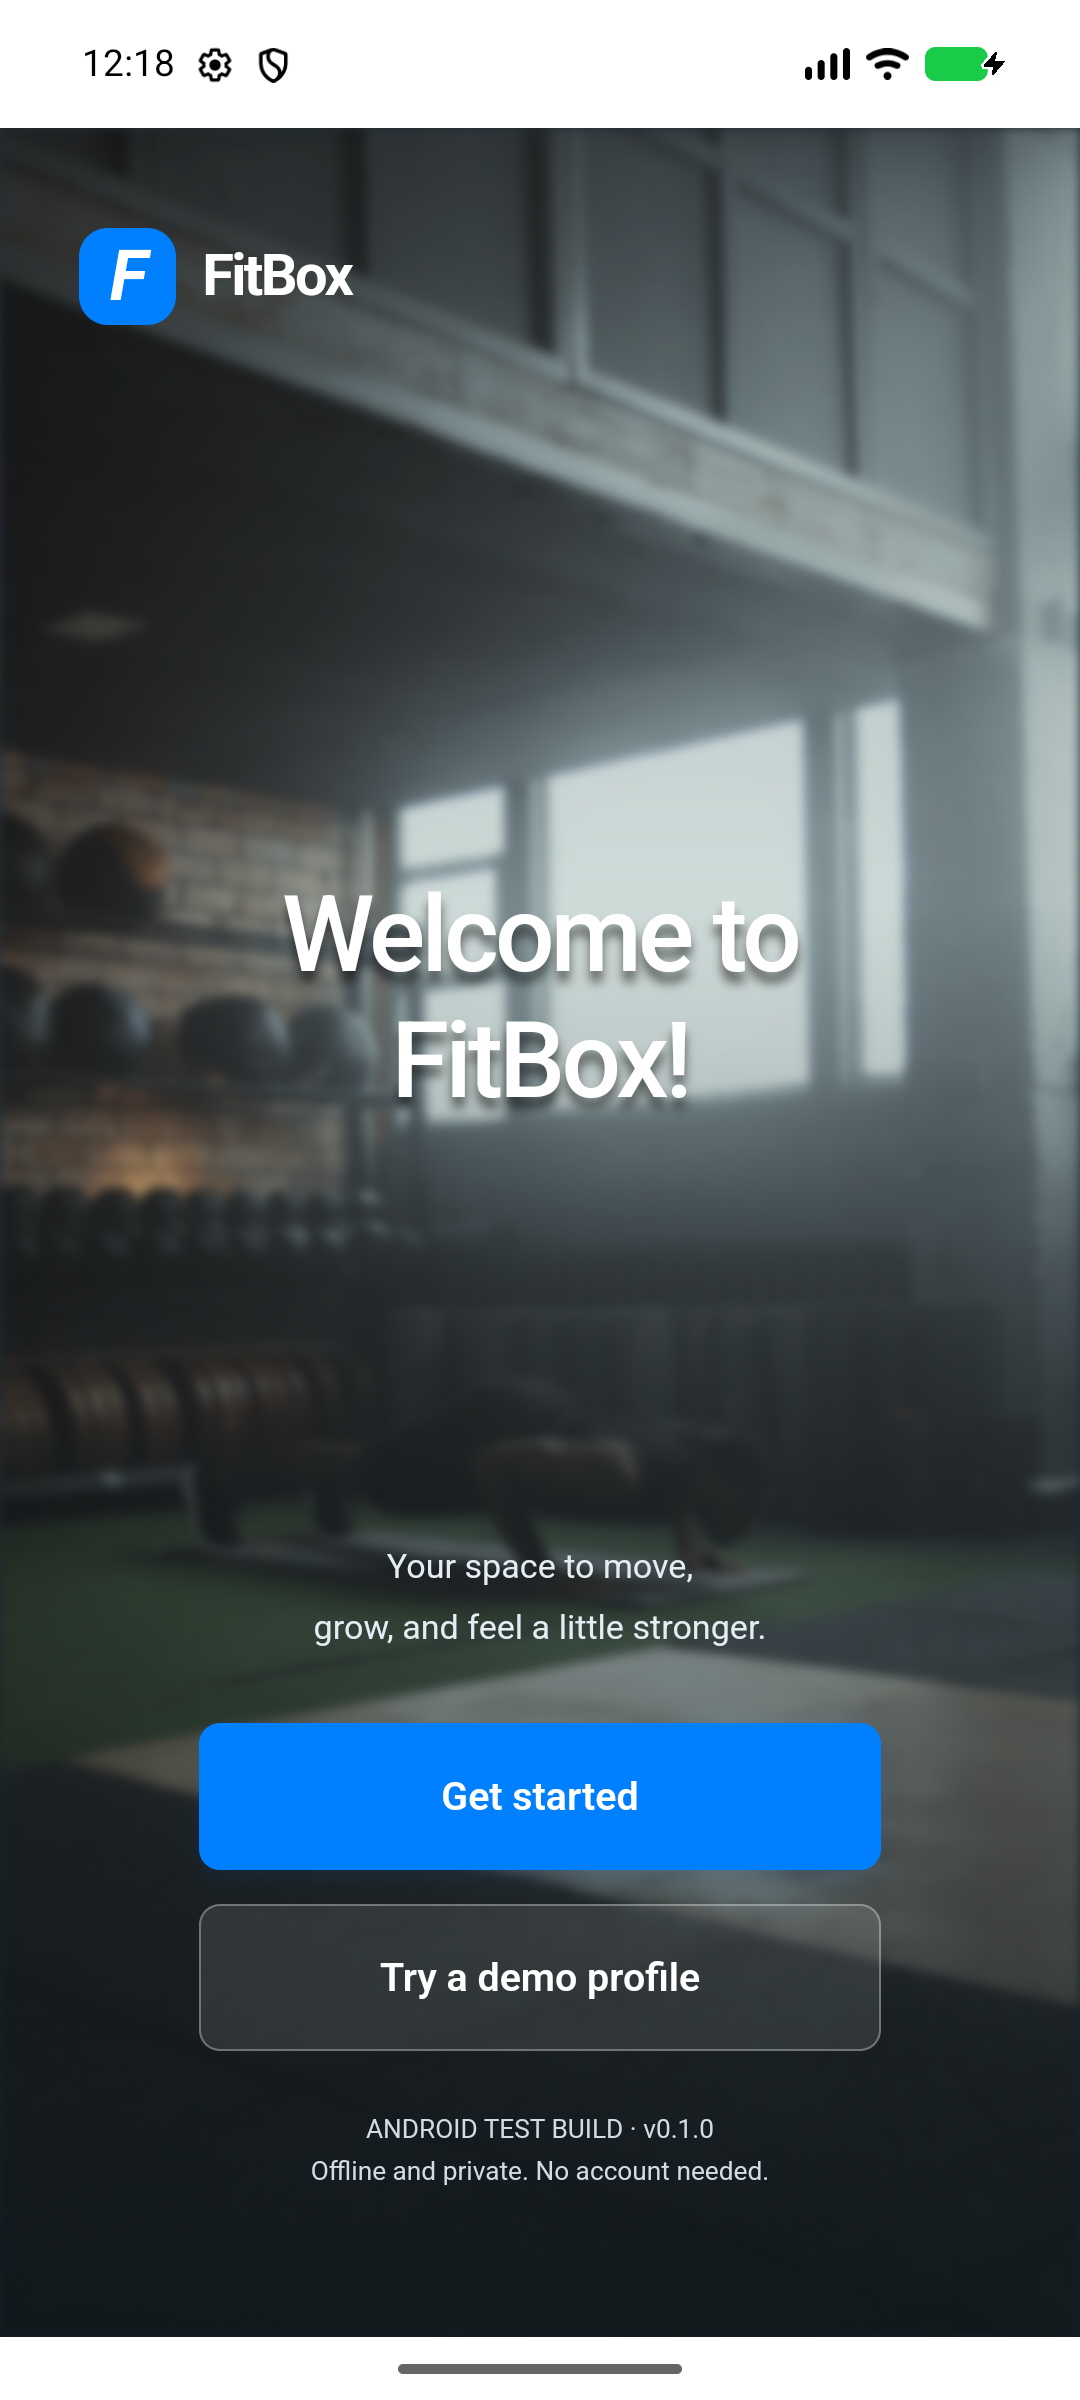 12:18
F FitBox
Welcome to
FitBox!
Your space to move,
grow, and feel a little stronger.
Get started
Try a demo profile
ANDROID TEST BUILD · v0.1.0
Offline and private. No account needed.